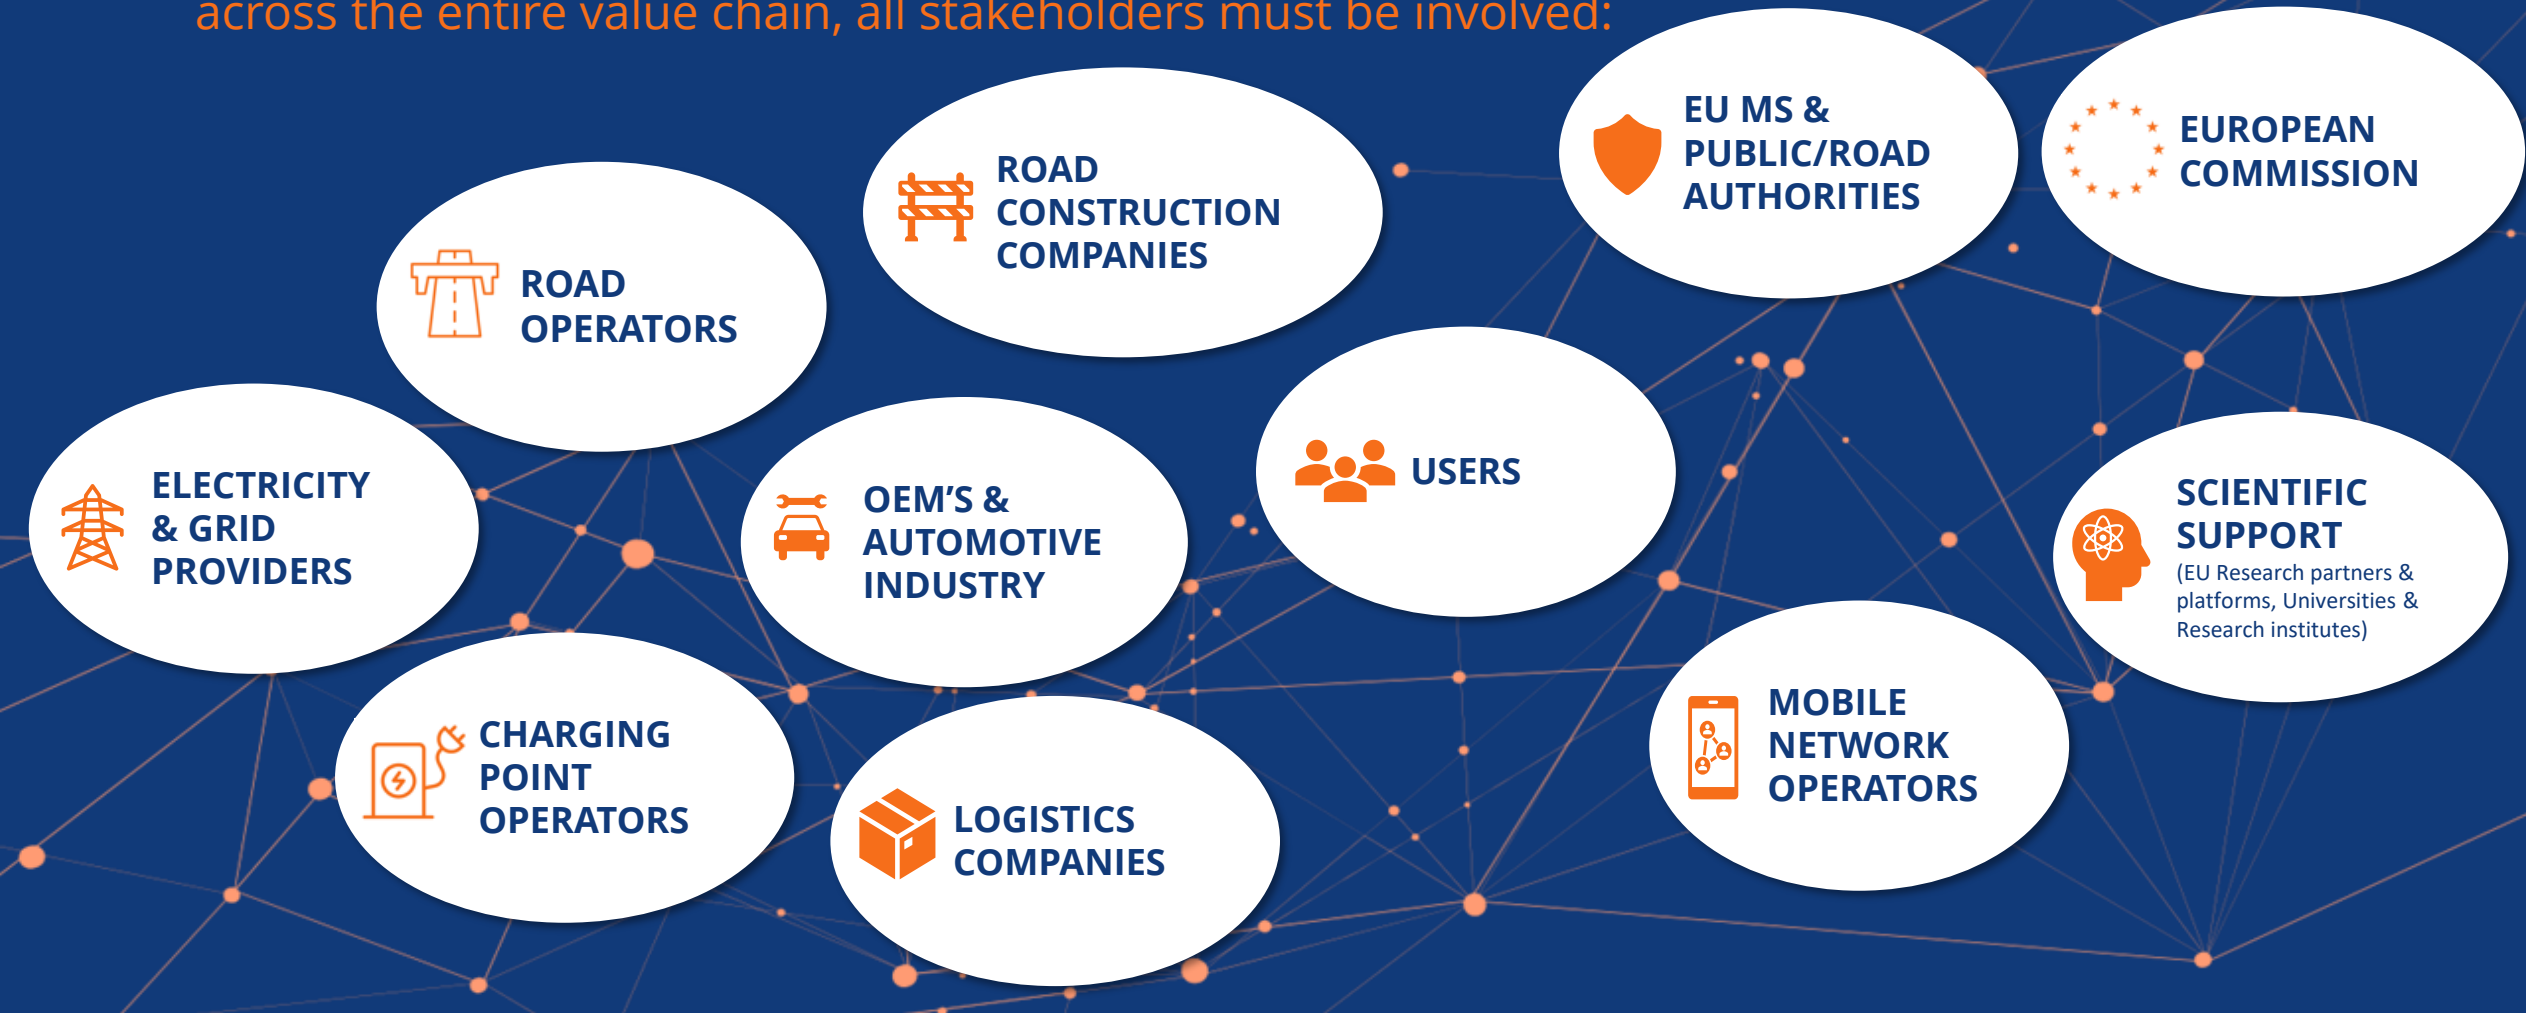 across the entire value chain, all stakeholders must be involved:
EU MS &
PUBLIC/ROAD
AUTHORITIES
EUROPEAN
COMMISSION
ROAD
CONSTRUCTION
COMPANIES
ROAD
OPERATORS
USERS
ELECTRICITY
& GRID
PROVIDERS
OEM’S &
AUTOMOTIVE
INDUSTRY
SCIENTIFIC
SUPPORT
(EU Research partners &
platforms, Universities &
Research institutes)
MOBILE
NETWORK
OPERATORS
CHARGING
POINT
OPERATORS
LOGISTICS
COMPANIES